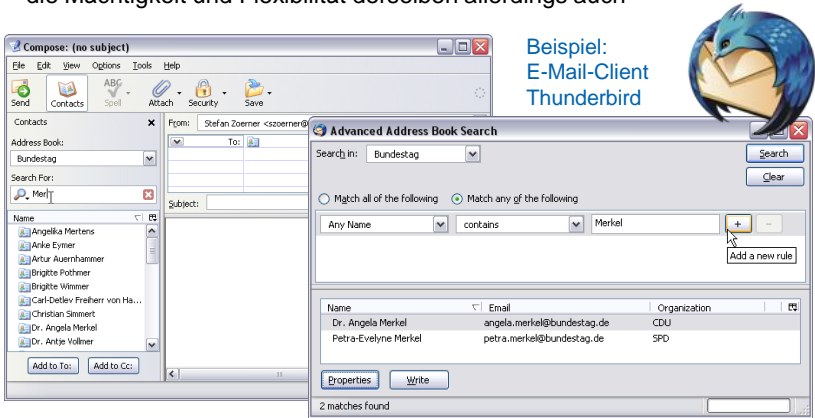 die Mächtigkeit und Flexibilität derselben allerdings auch
Beispiel:
E-Mail-Client
Thunderbird
Compose: (no subject)
File Edit View Options Tools Help
Send Contacts Spell Attach Security Save
Contacts
From: Stefan Zoerner <szoerner@
Address Book:
To:
Bundestag
Search For:
Mer
Subject:
Name
Angelika Mertens
Anke Eymer
Artur Auernhammer
Brigitte Pothmer
Brigitte Wimmer
Carl-Detlev Freiherr von Ha...
Christian Simmert
Dr. Angela Merkel
Dr. Antje Vollmer
Add to To: Add to Cc:
Advanced Address Book Search
Search in: Bundestag Search
Clear
Match all of the following Match any of the following
Any Name contains Merkel + −
Add a new rule
Name Email Organization
Dr. Angela Merkel angela.merkel@bundestag.de CDU
Petra-Evelyne Merkel petra.merkel@bundestag.de SPD
Properties Write
2 matches found